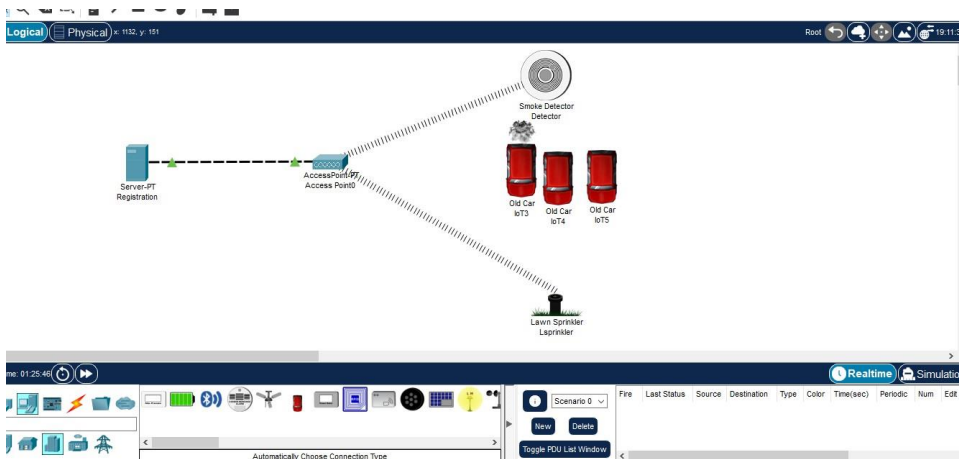 Logical Physical x: 1132, y: 151 Root 19:11:3
Smoke Detector
Detector
AccessPoint-PT
Access Point0
Server-PT
Registration
Old Car
IoT3
Old Car
IoT4
Old Car
IoT5
Lawn Sprinkler
Lsprinkler
me: 01:25:46 Realtime Simulatio
Scenario 0
New Delete
Toggle PDU List Window
Fire Last Status Source Destination Type Color Time(sec) Periodic Num Edit
Automatically Choose Connection Type